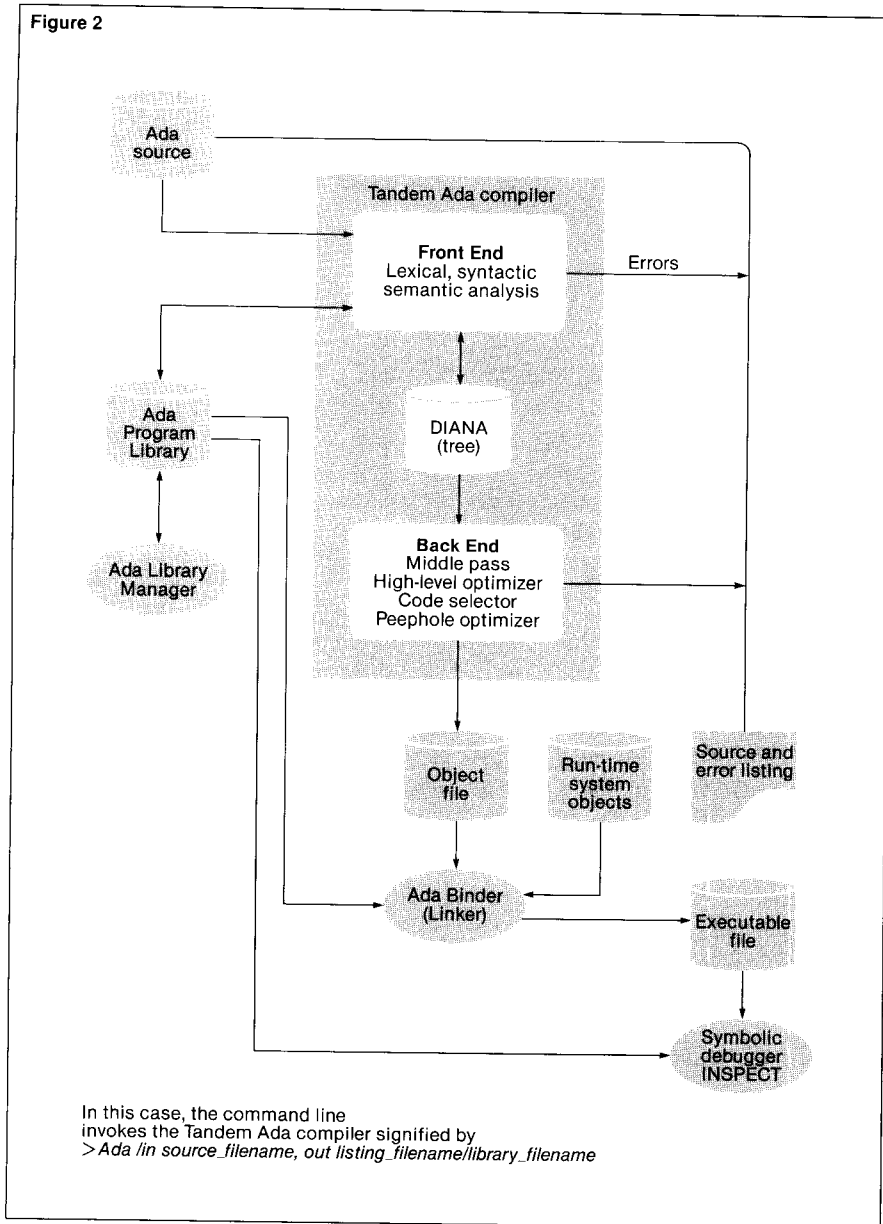 Figure 2
Ada
source
Tandem Ada compiler
Front End
Lexical, syntactic
semantic analysis
Errors
Ada
Program
Library
DIANA
(tree)
Ada Library
Manager
Back End
Middle pass
High-level optimizer
Code selector
Peephole optimizer
Object
file
Run-time
system
objects
Source and
error listing
Ada Binder
(Linker)
Executable
file
Symbolic
debugger
INSPECT
In this case, the command line
invokes the Tandem Ada compiler signified by
>Ada /in source_filename, out listing_filename/library_filename